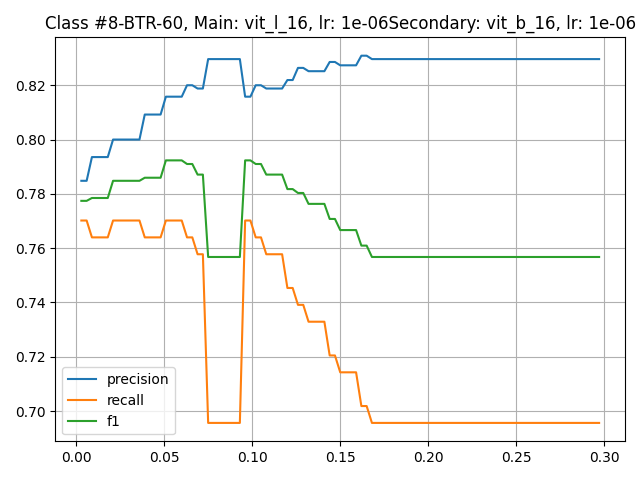 Class #8-BTR-60, Main: vit_l_16, lr: 1e-06Secondary: vit_b_16, lr: 1e-06
0.82
0.80
0.78
0.76
0.74
0.72
0.70
precision
recall
f1
0.00 0.05 0.10 0.15 0.20 0.25 0.30